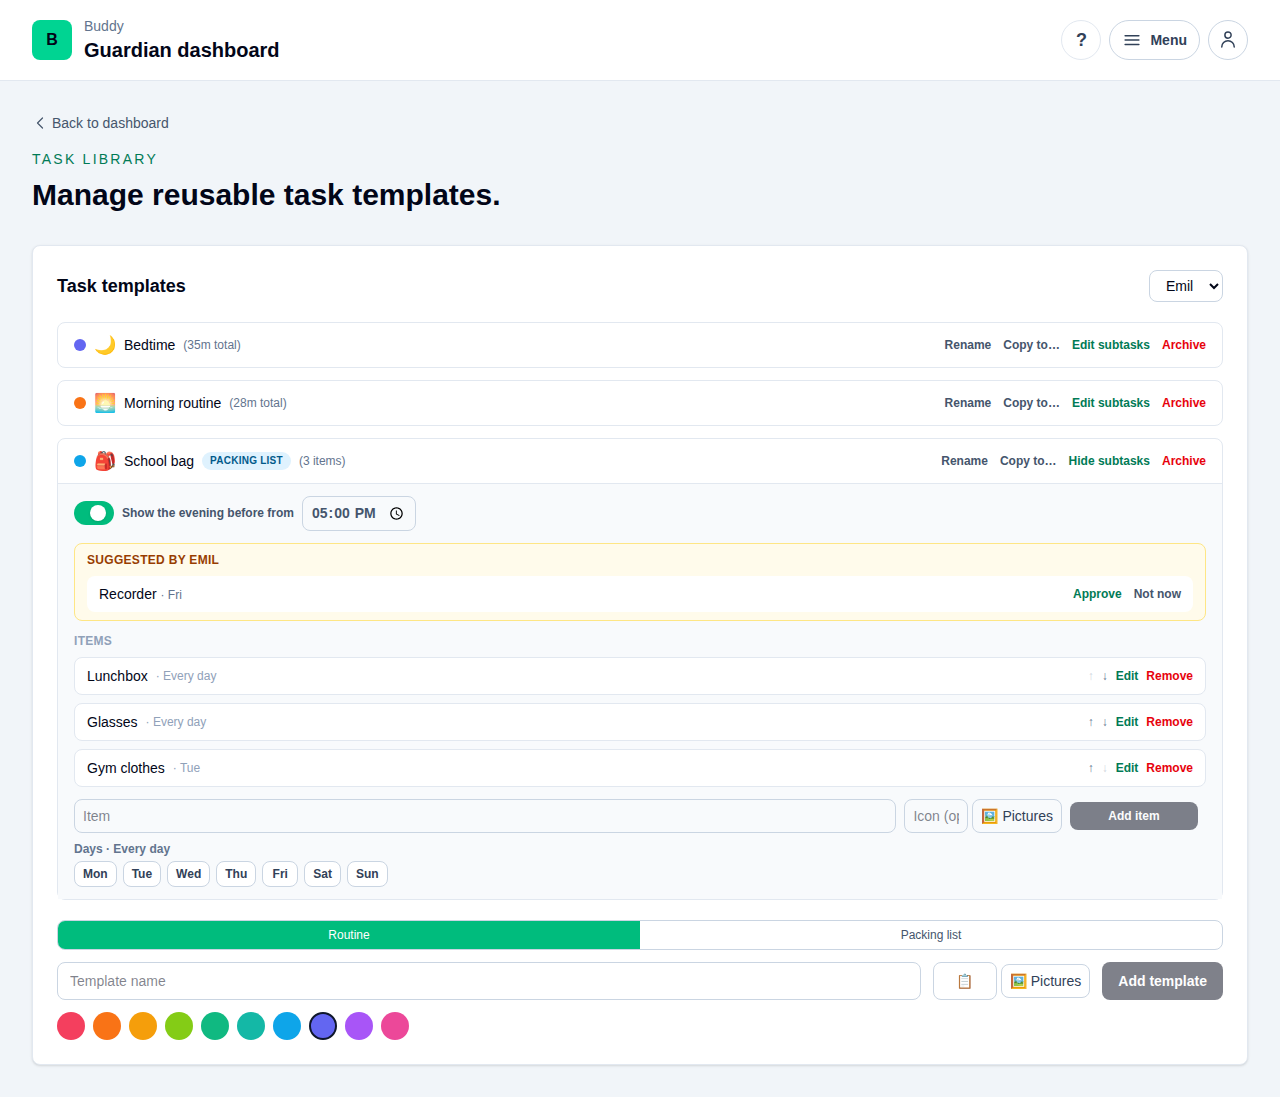 B
Buddy
Guardian dashboard
?
Menu
Back to dashboard
TASK LIBRARY
Manage reusable task templates.
Task templates
Emil
Bedtime (35m total)
Rename Copy to… Edit subtasks Archive
Morning routine (28m total)
Rename Copy to… Edit subtasks Archive
School bag PACKING LIST (3 items)
Rename Copy to… Hide subtasks Archive
Show the evening before from 05:00 PM
SUGGESTED BY EMIL
Recorder · Fri
Approve Not now
ITEMS
Lunchbox · Every day
↑ ↓ Edit Remove
Glasses · Every day
↑ ↓ Edit Remove
Gym clothes · Tue
↑ ↓ Edit Remove
Item
Icon (op
Pictures
Add item
Days · Every day
Mon Tue Wed Thu Fri Sat Sun
Routine
Packing list
Template name
Pictures
Add template